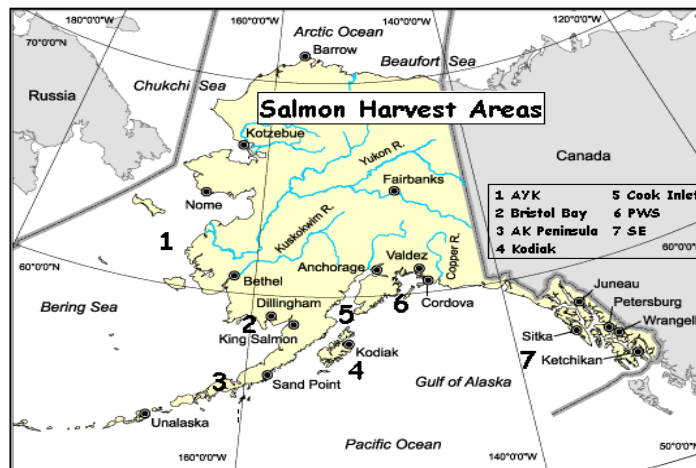 180°0'0"
160°0'0"W
Arctic Ocean
140°0'0"W
120°0'0"W
70°0'0"N
Barrow
Beaufort Sea
Chukchi Sea
Russia
Salmon Harvest Areas
Kotzebue
Yukon R.
Canada
Fairbanks
Nome
1 AYK 5 Cook Inlet
2 Bristol Bay 6 PWS
3 AK Peninsula 7 SE
4 Kodiak
Kuskokwim R.
1
60°0'0"N
60°0'0"N
Bethel
Anchorage
Valdez
Copper R.
Cordova
Juneau
Bering Sea
Dillingham
6
Petersburg
2
5
Wrangell
King Salmon
Sitka
Kodiak
7
Ketchikan
4
3
Sand Point
Gulf of Alaska
Unalaska
Pacific Ocean
50°0'0"N
160°0'0"W
140°0'0"W